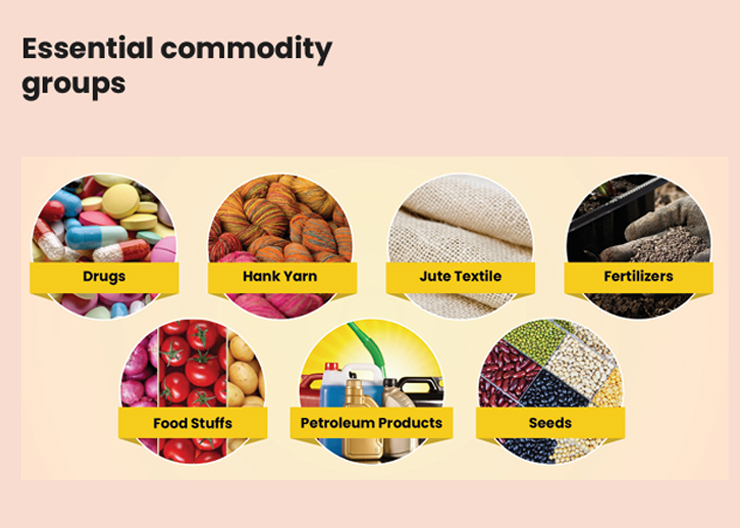 Essential commodity
groups
Drugs
Hank Yarn
Jute Textile
Fertilizers
Food Stuffs
Petroleum Products
Seeds